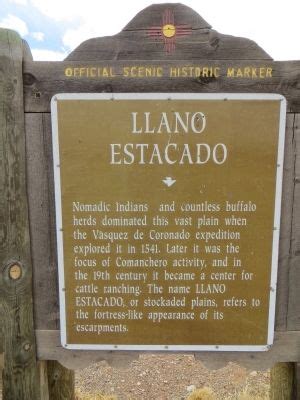 OFFICIAL SCENIC HISTORIC MARKER
LLANO
ESTACADO
Nomadic Indians and countless buffalo
herds dominated this vast plain when
the Vàsquez de Coronado expedition
explored it in 1541. Later it was the
focus of Comanchero activity, and in
the 19th century it became a center for
cattle ranching. The name LLANO
ESTACADO, or stockaded plains, refers to
the fortress-like appearance of its
escarpments.